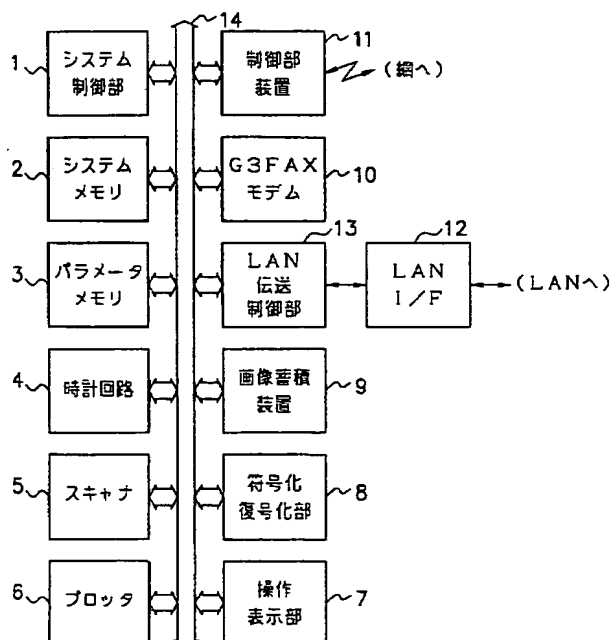 14
1
システム
制御部
11
制御部
装置
(網へ)
2
システム
メモリ
G3FAX
モデム
10
3
パラメータ
メモリ
13
LAN
伝送
制御部
12
LAN
I/F
(LANへ)
4
時計回路
画像蓄積
装置
9
5
スキャナ
符号化
復号化部
8
6
プロッタ
操作
表示部
7